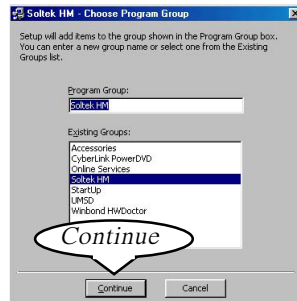 Soltek HM - Choose Program Group
Setup will add items to the group shown in the Program Group box.
You can enter a new group name or select one from the Existing
Groups list.
Program Group:
Soltek HM
Existing Groups:
Accessories
CyberLink PowerDVD
Online Services
Soltek HM
StartUp
UMSD
Winbond HWDoctor
Continue
Continue
Cancel